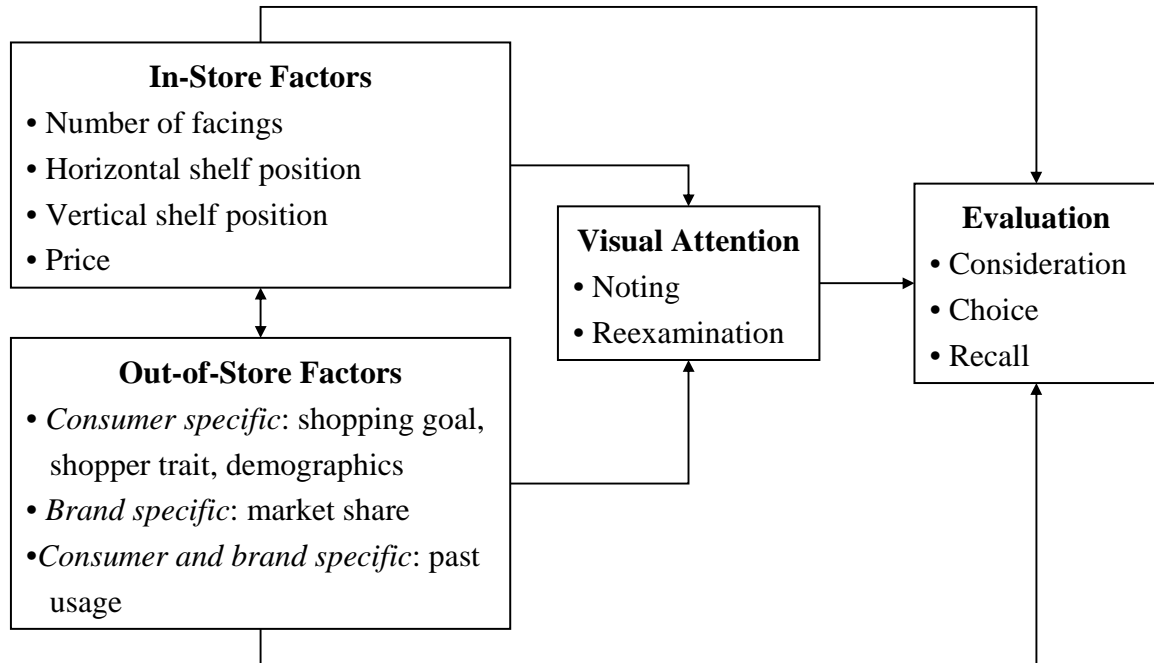 In-Store Factors
• Number of facings
• Horizontal shelf position
• Vertical shelf position
• Price
Out-of-Store Factors
• Consumer specific: shopping goal,
shopper trait, demographics
• Brand specific: market share
•Consumer and brand specific: past
usage
Visual Attention
• Noting
• Reexamination
Evaluation
• Consideration
• Choice
• Recall